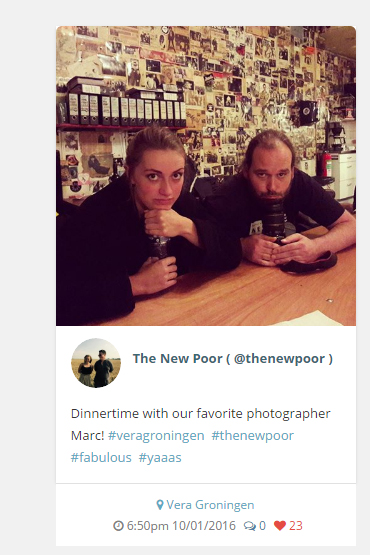 The New Poor ( @thenewpoor )
Dinnertime with our favorite photographer
Marc! #veragroningen #thenewpoor
#fabulous #yaaas
Vera Groningen
6:50pm 10/01/2016 0 23